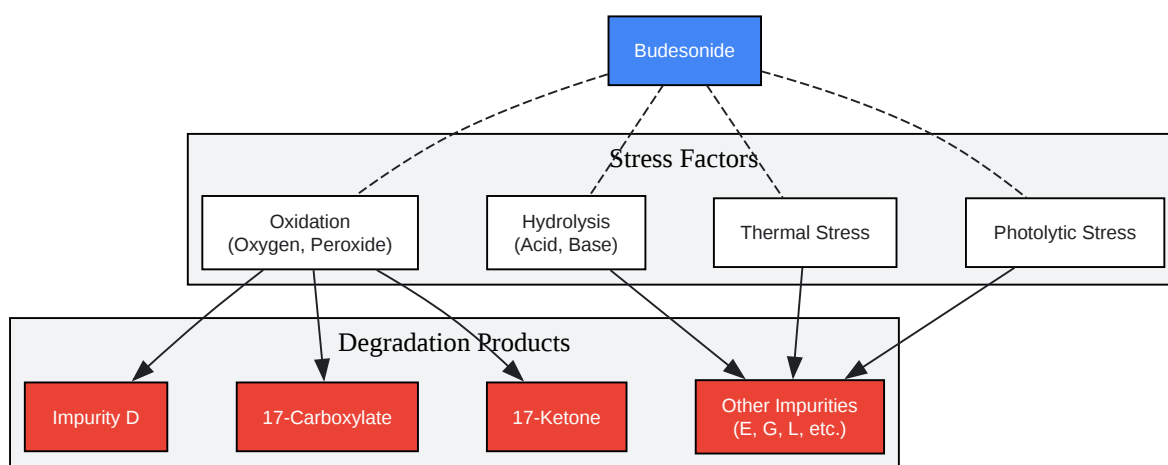 Budesonide
Stress Factors
Oxidation
(Oxygen, Peroxide)
Hydrolysis
(Acid, Base)
Thermal Stress
Photolytic Stress
Degradation Products
Impurity D
17-Carboxylate
17-Ketone
Other Impurities
(E, G, L, etc.)